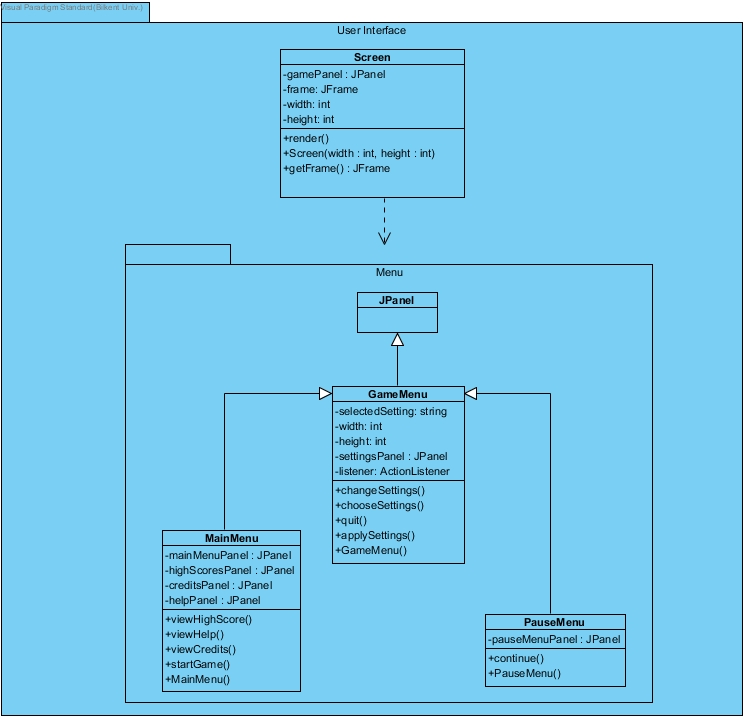 Visual Paradigm Standard(Bilkent Univ.)
User Interface
Screen
-gamePanel : JPanel
-frame: JFrame
-width: int
-height: int
+render()
+Screen(width : int, height : int)
+getFrame() : JFrame
Menu
JPanel
GameMenu
-selectedSetting: string
-width: int
-height: int
-settingsPanel : JPanel
-listener: ActionListener
+changeSettings()
+chooseSettings()
+quit()
+applySettings()
+GameMenu()
MainMenu
-mainMenuPanel : JPanel
-highScoresPanel : JPanel
-creditsPanel : JPanel
-helpPanel : JPanel
+viewHighScore()
+viewHelp()
+viewCredits()
+startGame()
+MainMenu()
PauseMenu
-pauseMenuPanel : JPanel
+continue()
+PauseMenu()